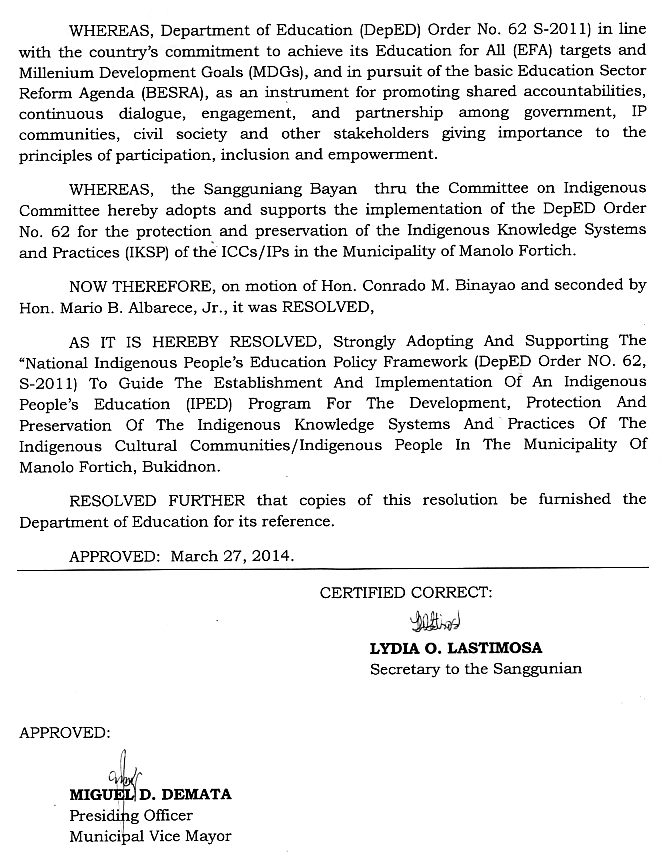 WHEREAS, Department of Education (DepED) Order No. 62 S-2011) in line
with the country's commitment to achieve its Education for All (EFA) targets and
Millenium Development Goals (MDGs), and in pursuit of the basic Education Sector
Reform Agenda (BESRA), as an instrument for promoting shared accountabilities,
continuous dialogue, engagement, and partnership among government, IP
communities, civil society and other stakeholders giving importance to the
principles of participation, inclusion and empowerment.
WHEREAS, the Sangguniang Bayan thru the Committee on Indigenous
Committee hereby adopts and supports the implementation of the DepED Order
No. 62 for the protection and preservation of the Indigenous Knowledge Systems
and Practices (IKSP) of the ICCs/IPs in the Municipality of Manolo Fortich.
NOW THEREFORE, on motion of Hon. Conrado M. Binayao and seconded by
Hon. Mario B. Albarece, Jr., it was RESOLVED,
AS IT IS HEREBY RESOLVED, Strongly Adopting And Supporting The
"National Indigenous People's Education Policy Framework (DepED Order NO. 62,
S-2011) To Guide The Establishment And Implementation Of An Indigenous
People's Education (IPED) Program For The Development, Protection And
Preservation Of The Indigenous Knowledge Systems And Practices Of The
Indigenous Cultural Communities/Indigenous People In The Municipality Of
Manolo Fortich, Bukidnon.
RESOLVED FURTHER that copies of this resolution be furnished the
Department of Education for its reference.
APPROVED: March 27, 2014.
CERTIFIED CORRECT:
LYDIA O. LASTIMOSA
Secretary to the Sanggunian
APPROVED:
MIGUEL D. DEMATA
Presiding Officer
Municipal Vice Mayor